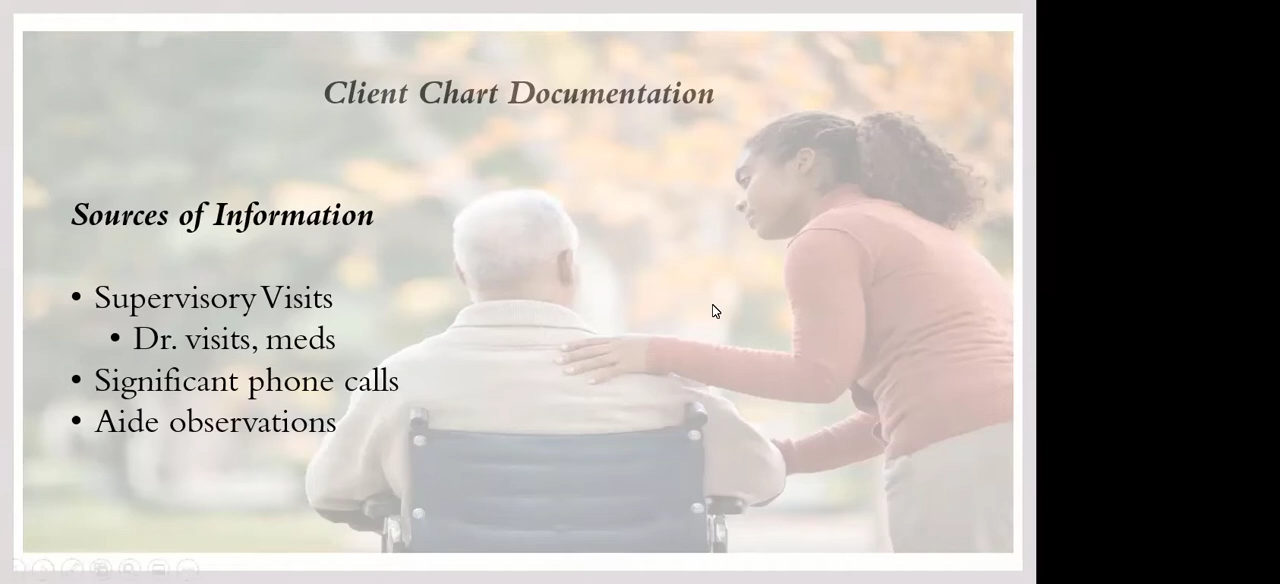 Client Chart Documentation
Sources of Information
• Supervisory Visits
• Dr. visits, meds
• Significant phone calls
• Aide observations